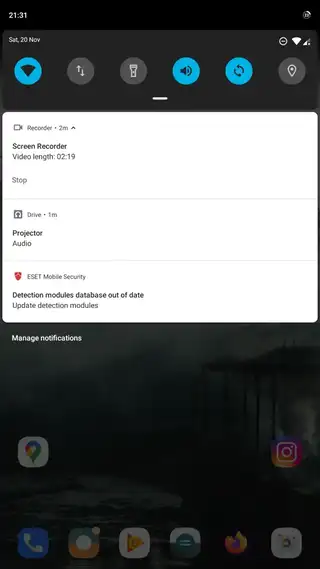 21:31
Sat, 20 Nov
Recorder • 2m
Screen Recorder
Video length: 02:19
Stop
Drive • 1m
Projector
Audio
ESET Mobile Security
Detection modules database out of date
Update detection modules
Manage notifications